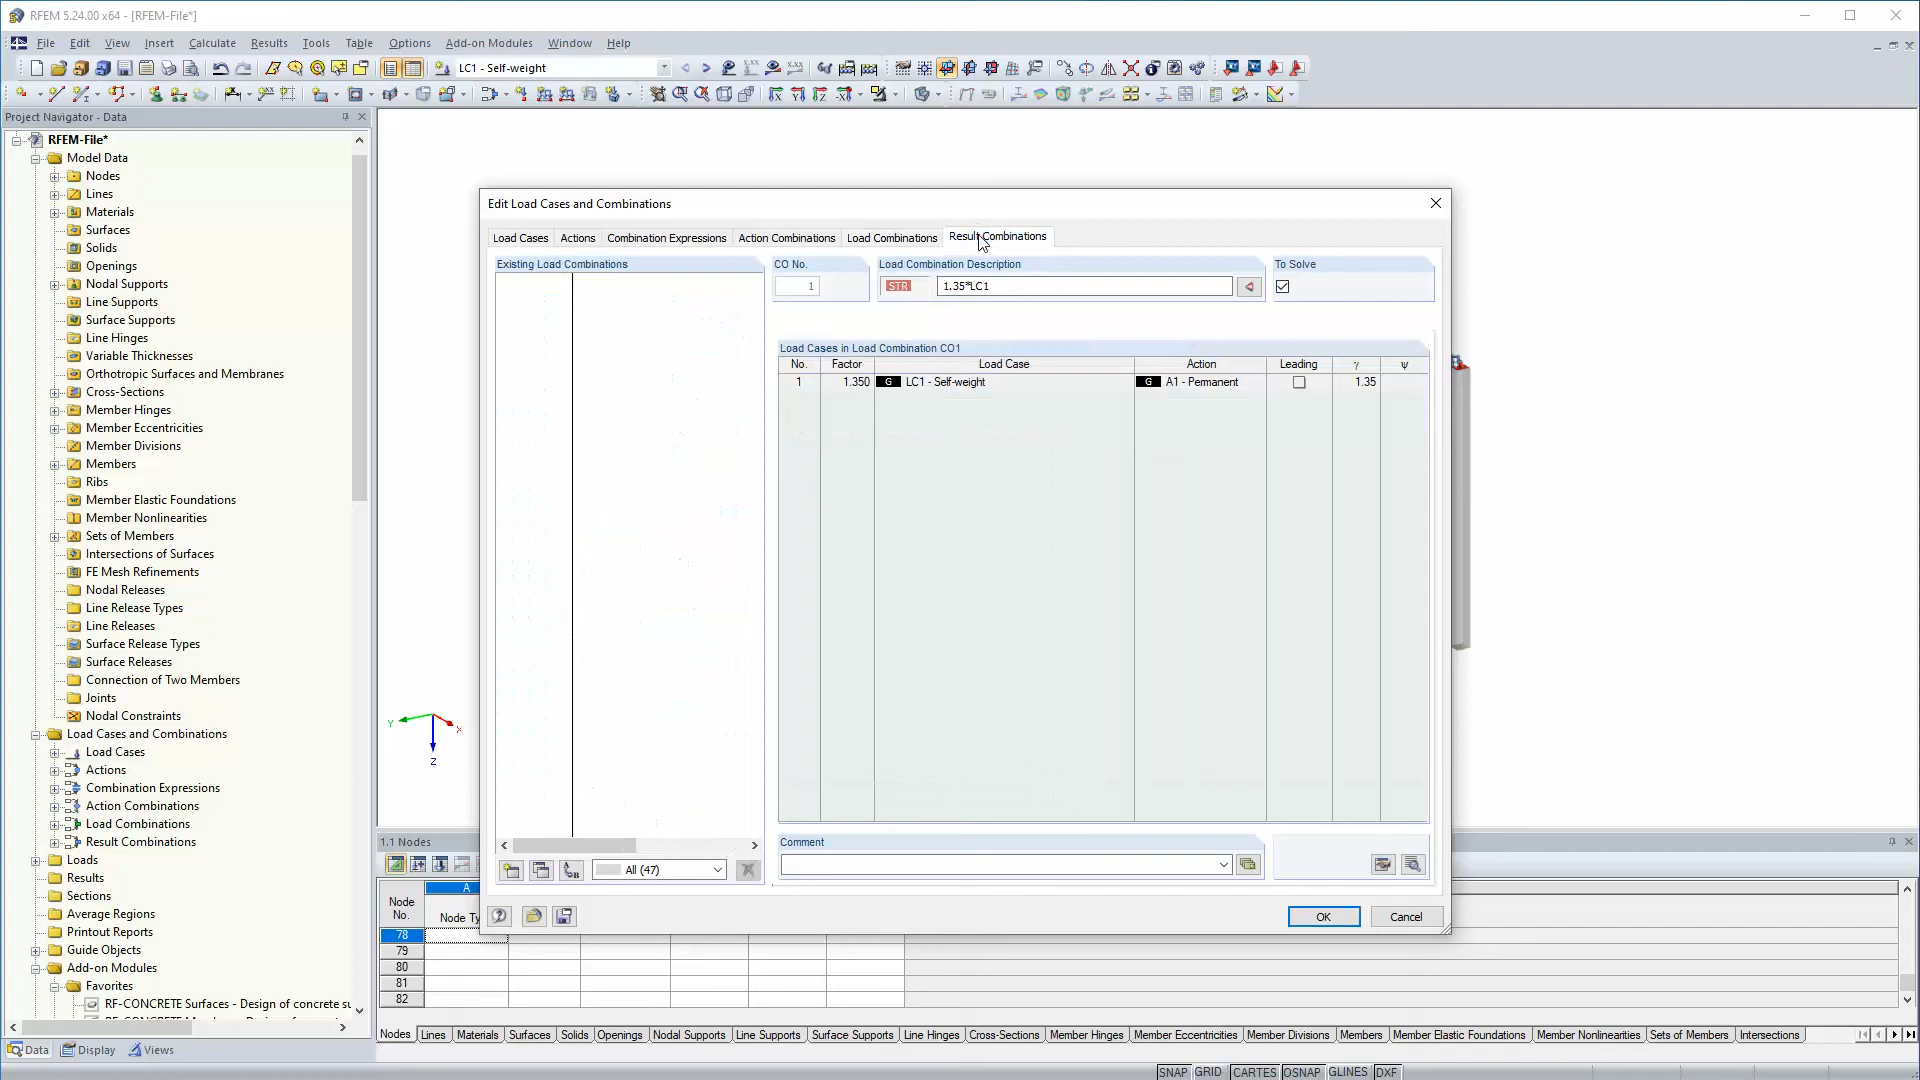 RFEM 5.24.00 x64 - [RFEM-File*]
File Edit View Insert Calculate Results Tools Table Options Add-on Modules Window Help
LC1 - Self-weight
Project Navigator - Data
RFEM-File*
Model Data
Nodes
Lines
Materials
Surfaces
Solids
Openings
Nodal Supports
Line Supports
Surface Supports
Line Hinges
Variable Thicknesses
Orthotropic Surfaces and Membranes
Cross-Sections
Member Hinges
Member Eccentricities
Member Divisions
Members
Ribs
Member Elastic Foundations
Member Nonlinearities
Sets of Members
Intersections of Surfaces
FE Mesh Refinements
Nodal Releases
Line Release Types
Line Releases
Surface Release Types
Surface Releases
Connection of Two Members
Joints
Nodal Constraints
Load Cases and Combinations
Load Cases
Actions
Combination Expressions
Action Combinations
Load Combinations
Result Combinations
Loads
Results
Sections
Average Regions
Printout Reports
Guide Objects
Add-on Modules
Favorites
RF-CONCRETE Surfaces - Design of concrete su
Data Display Views
Y X Z
Edit Load Cases and Combinations
Load Cases Actions Combination Expressions Action Combinations Load Combinations Result Combinations
Existing Load Combinations
CO No.
1
Load Combination Description
STR 1.35*LC1
To Solve
Load Cases in Load Combination CO1
No. Factor Load Case Action Leading γ ψ
1 1.350 G LC1 - Self-weight G A1 - Permanent 1.35
Comment
All (47)
OK Cancel
1.1 Nodes
A
Node No.
Node Ty
78
79
80
81
82
Nodes Lines Materials Surfaces Solids Openings Nodal Supports Line Supports Surface Supports Line Hinges Cross-Sections Member Hinges Member Eccentricities Member Divisions Members Member Elastic Foundations Member Nonlinearities Sets of Members Intersections
SNAP GRID CARTES OSNAP GLINES DXF